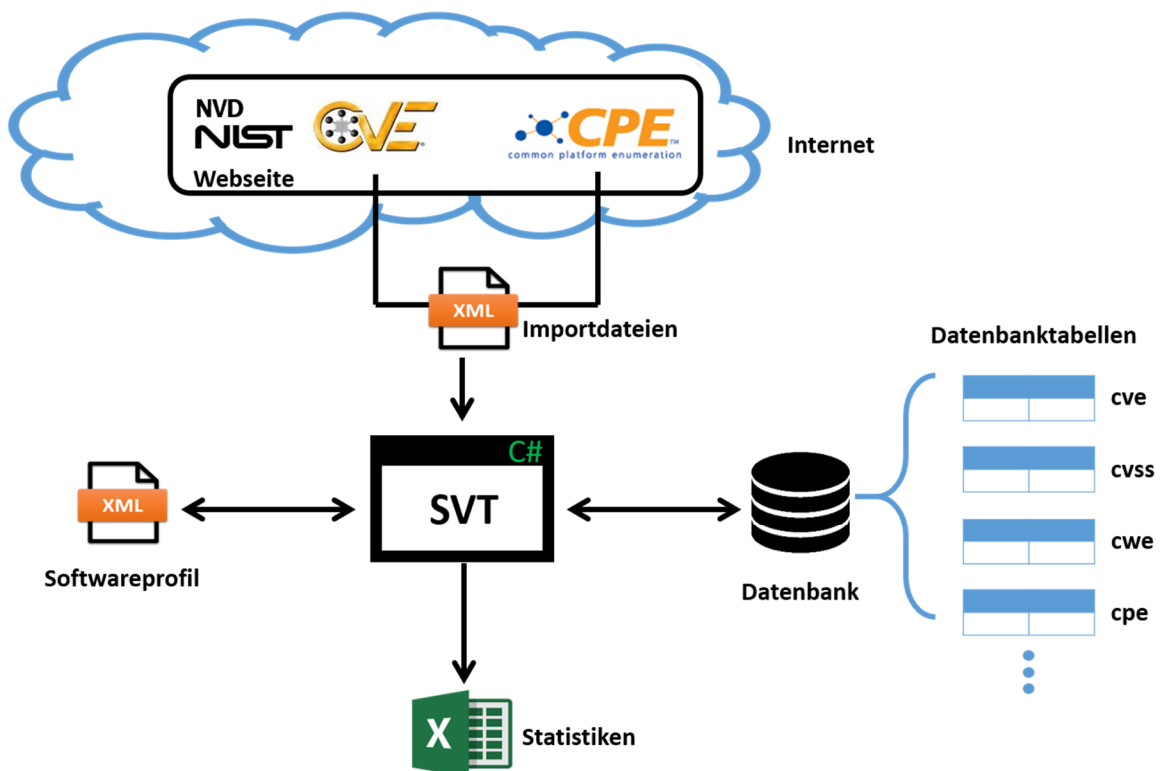 NVD
NIST
CVE
CPE™
common platform enumeration
Webseite
Internet
XML
Importdateien
Datenbanktabellen
cve
C#
SVT
cvss
XML
cwe
Softwareprofil
Datenbank
cpe
X
Statistiken